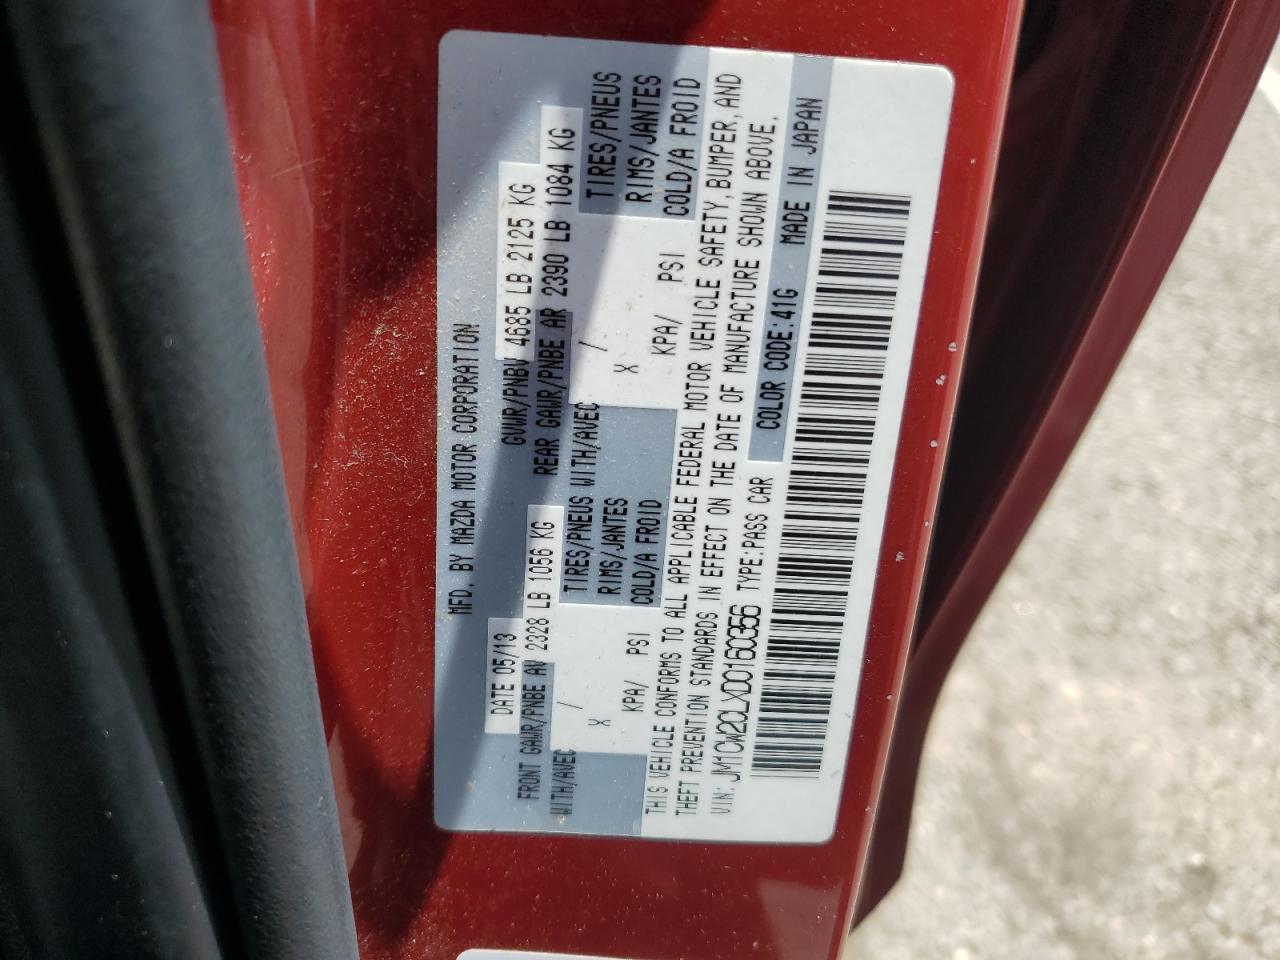 MFD. BY MAZDA MOTOR CORPORATION
DATE 05/13 GVWR/PNBV 4685 LB 2125 KG
FRONT GAWR/PNBE AV 2328 LB 1056 KG REAR GAWR/PNBE AR 2390 LB 1084 KG
WITH/AVEC / TIRES/PNEUS WITH/AVEC / TIRES/PNEUS
X RIMS/JANTES X RIMS/JANTES
KPA/ PSI COLD/A FROID KPA/ PSI COLD/A FROID
THIS VEHICLE CONFORMS TO ALL APPLICABLE FEDERAL MOTOR VEHICLE SAFETY, BUMPER, AND
THEFT PREVENTION STANDARDS IN EFFECT ON THE DATE OF MANUFACTURE SHOWN ABOVE.
VIN: JM1CW2CLXD0160366 TYPE:PASS CAR COLOR CODE:41G MADE IN JAPAN